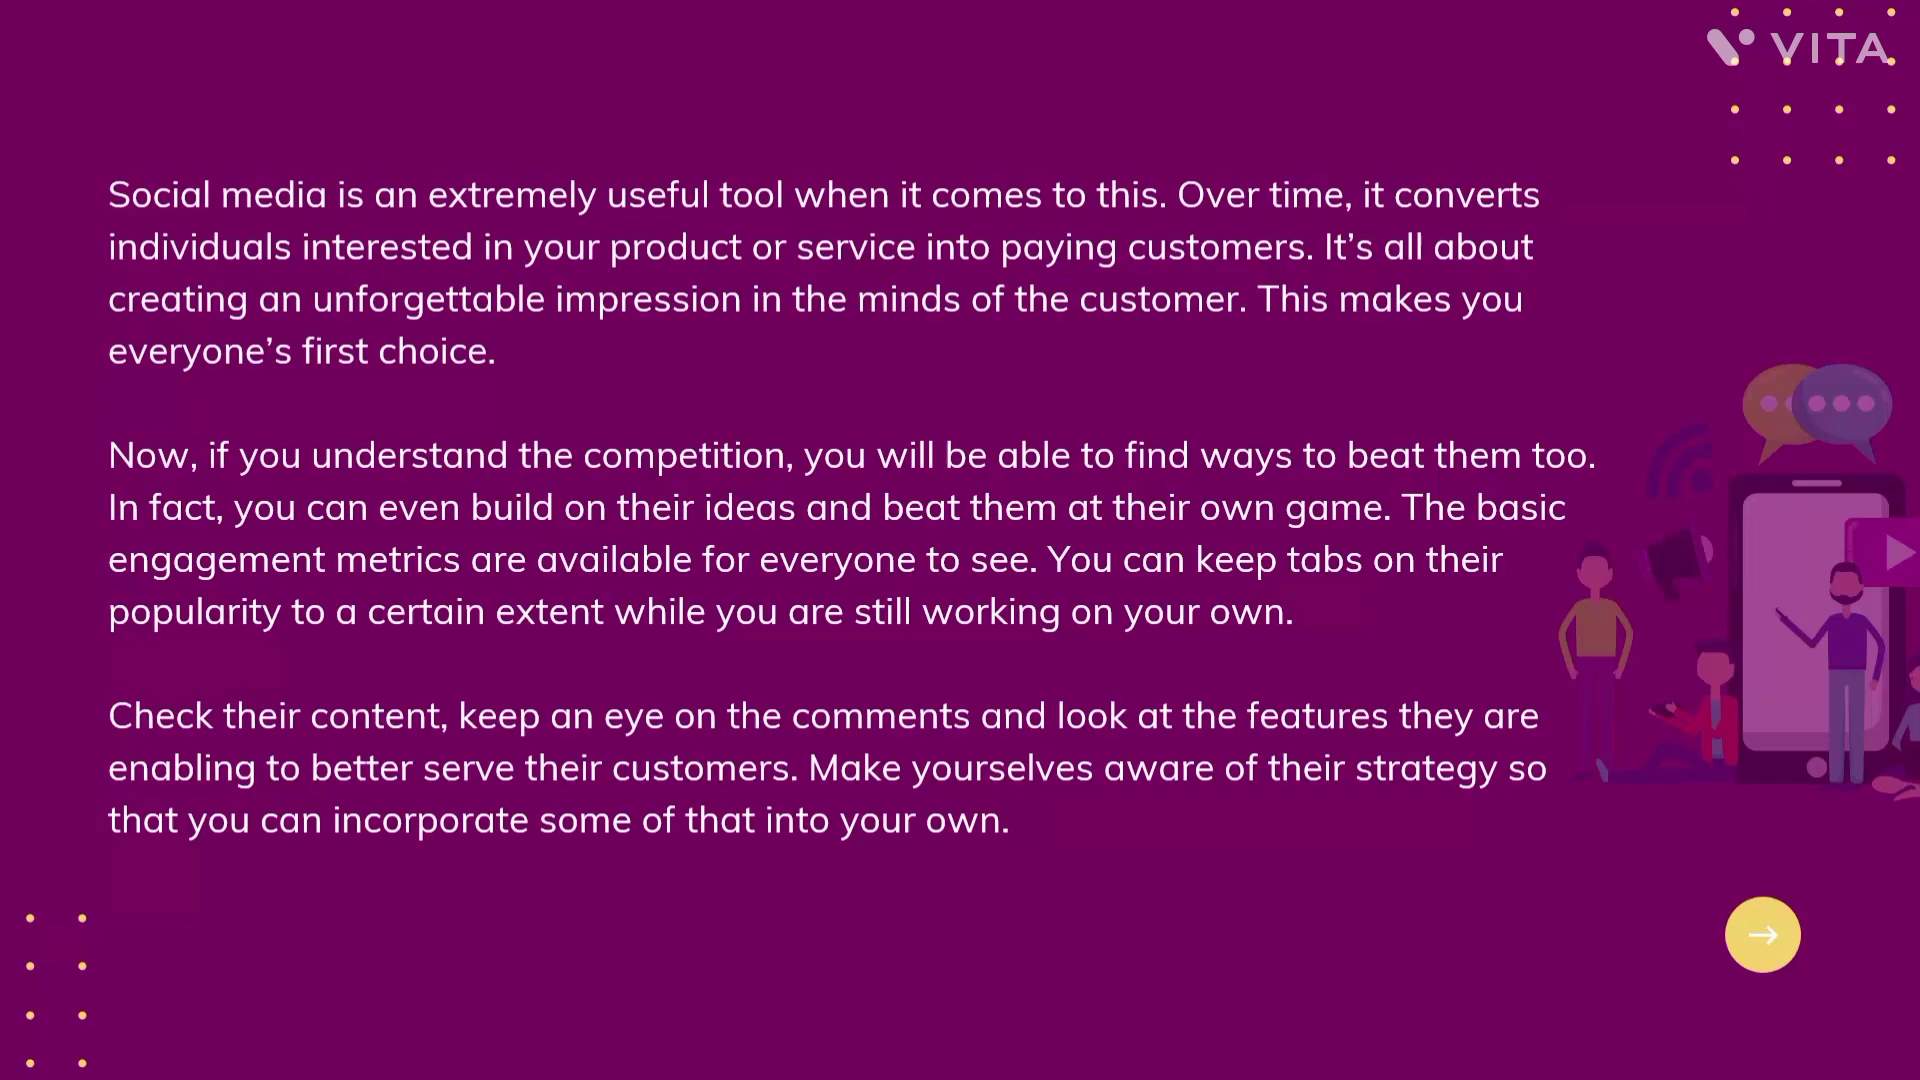 VITA
Social media is an extremely useful tool when it comes to this. Over time, it converts
individuals interested in your product or service into paying customers. It’s all about
creating an unforgettable impression in the minds of the customer. This makes you
everyone’s first choice.
Now, if you understand the competition, you will be able to find ways to beat them too.
In fact, you can even build on their ideas and beat them at their own game. The basic
engagement metrics are available for everyone to see. You can keep tabs on their
popularity to a certain extent while you are still working on your own.
Check their content, keep an eye on the comments and look at the features they are
enabling to better serve their customers. Make yourselves aware of their strategy so
that you can incorporate some of that into your own.